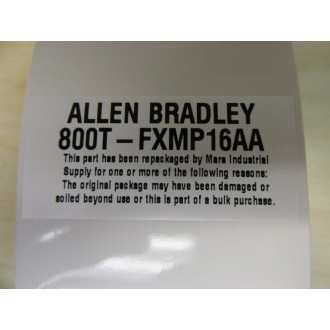 ALLEN BRADLEY
800T-FXMP16AA
This part has been repackaged by Mara Industrial
Supply for one or more of the following reasons:
The original package may have been damaged or
soiled beyond use or this is part of a bulk purchase.